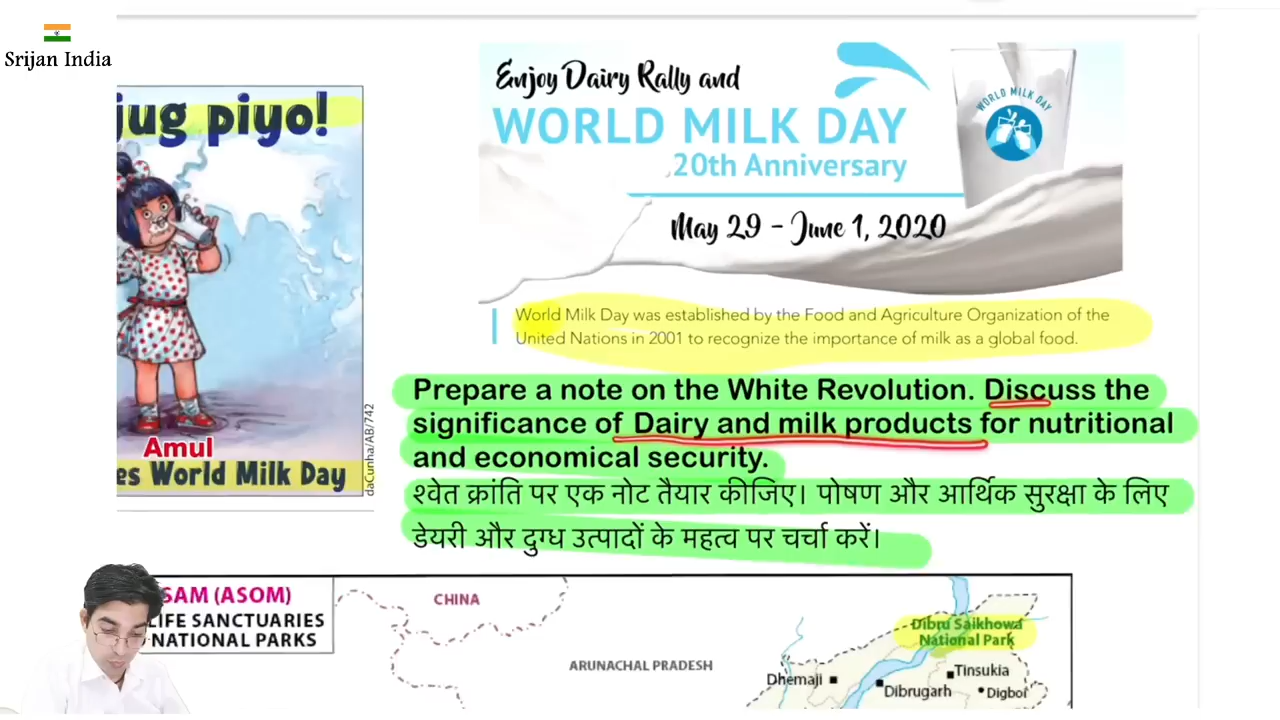 Srijan India
jug piyo!
Amul
es World Milk Day
daCunha/AB/742
Enjoy Dairy Rally and
WORLD MILK DAY
20th Anniversary
May 29 - June 1, 2020
WORLD MILK DAY
World Milk Day was established by the Food and Agriculture Organization of the
United Nations in 2001 to recognize the importance of milk as a global food.
Prepare a note on the White Revolution. Discuss the
significance of Dairy and milk products for nutritional
and economical security.
श्वेत क्रांति पर एक नोट तैयार कीजिए। पोषण और आर्थिक सुरक्षा के लिए
डेयरी और दुग्ध उत्पादों के महत्व पर चर्चा करें।
SAM (ASOM)
LIFE SANCTUARIES
NATIONAL PARKS
CHINA
ARUNACHAL PRADESH
Dibru Saikhowa
National Park
Dhemaji
Tinsukia
Dibrugarh
Digboi